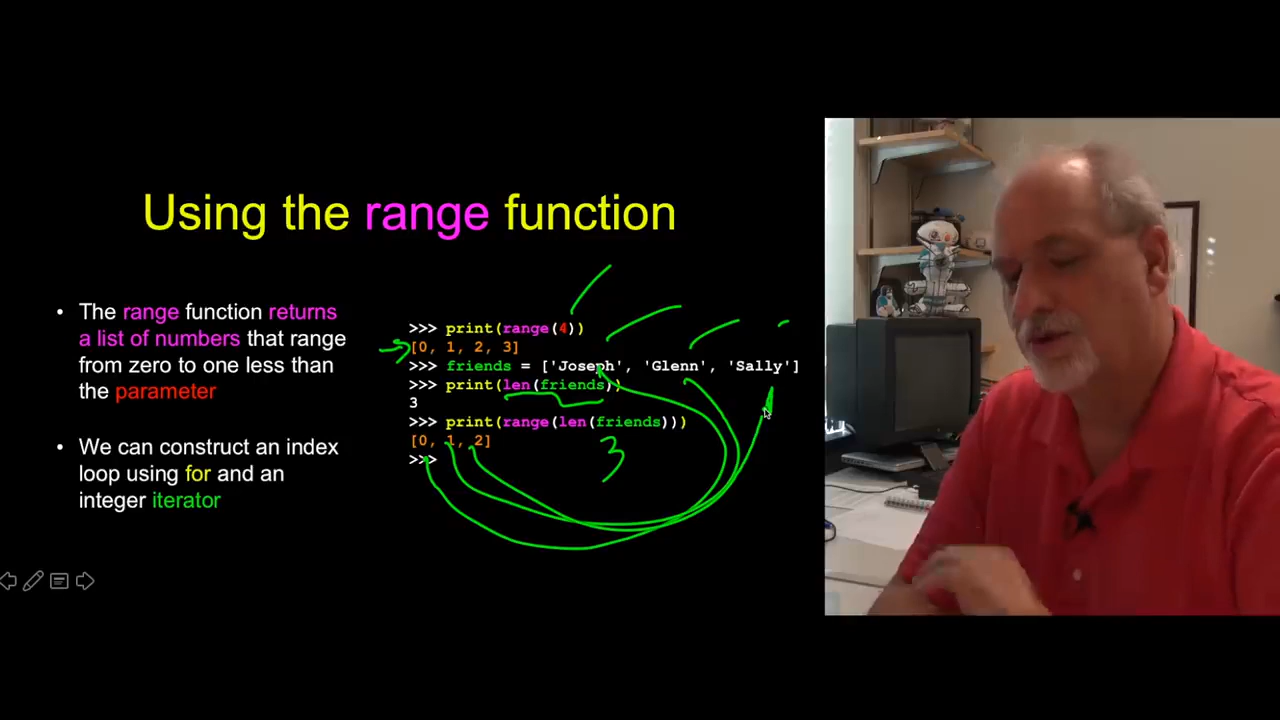 Using the range function
• The range function returns
a list of numbers that range
from zero to one less than
the parameter
• We can construct an index
loop using for and an
integer iterator
>>> print(range(4))
[0, 1, 2, 3]
>>> friends = ['Joseph', 'Glenn', 'Sally']
>>> print(len(friends))
3
>>> print(range(len(friends)))
[0, 1, 2]
>>>
3